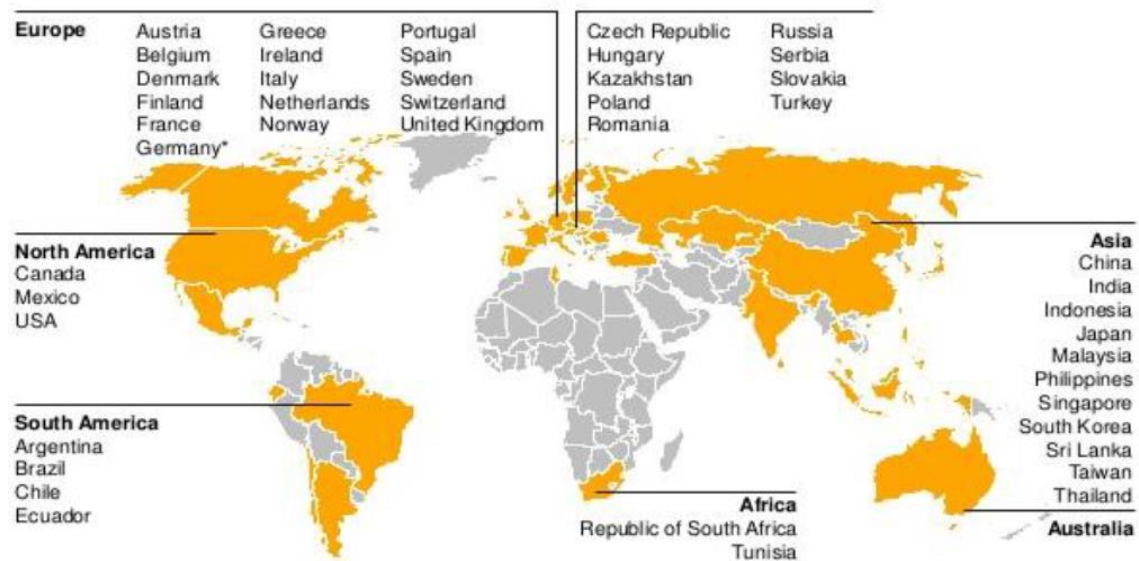 Europe
Austria
Belgium
Denmark
Finland
France
Germany*
Greece
Ireland
Italy
Netherlands
Norway
Portugal
Spain
Sweden
Switzerland
United Kingdom
Czech Republic
Hungary
Kazakhstan
Poland
Romania
Russia
Serbia
Slovakia
Turkey
North America
Canada
Mexico
USA
Asia
China
India
Indonesia
Japan
Malaysia
Philippines
Singapore
South Korea
Sri Lanka
Taiwan
Thailand
South America
Argentina
Brazil
Chile
Ecuador
Africa
Republic of South Africa
Tunisia
Australia